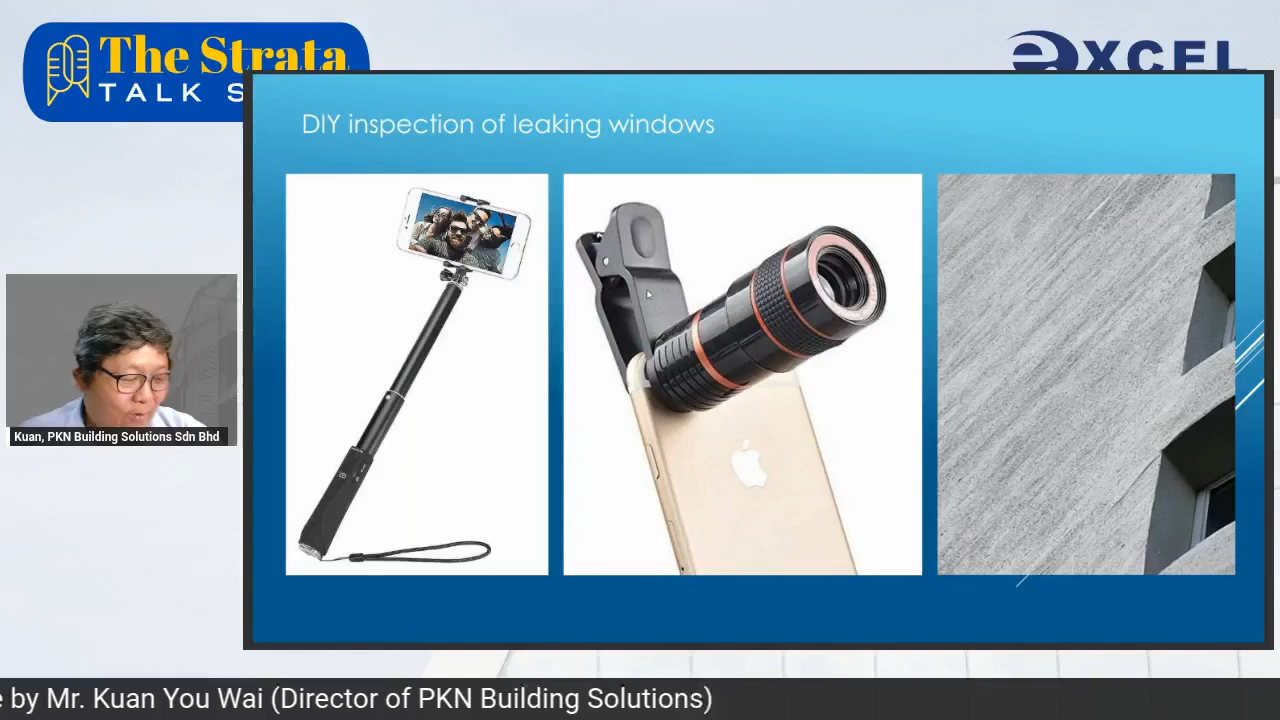 The Strata
TALK S
EXCEL
DIY inspection of leaking windows
Kuan, PKN Building Solutions Sdn Bhd
e by Mr. Kuan You Wai (Director of PKN Building Solutions)